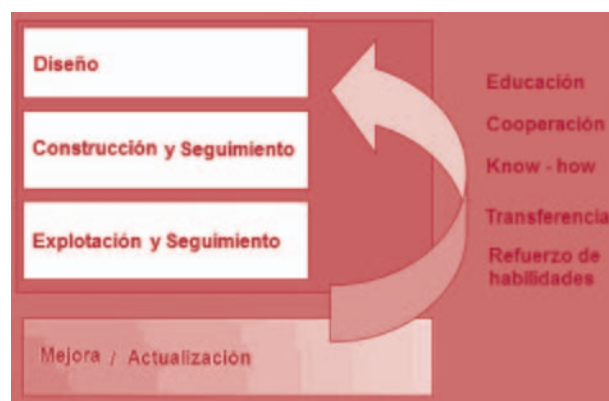 Diseño
Construcción y Seguimiento
Explotación y Seguimiento
Mejora / Actualización
Educación
Cooperación
Know - how
Transferencia
Refuerzo de
habilidades